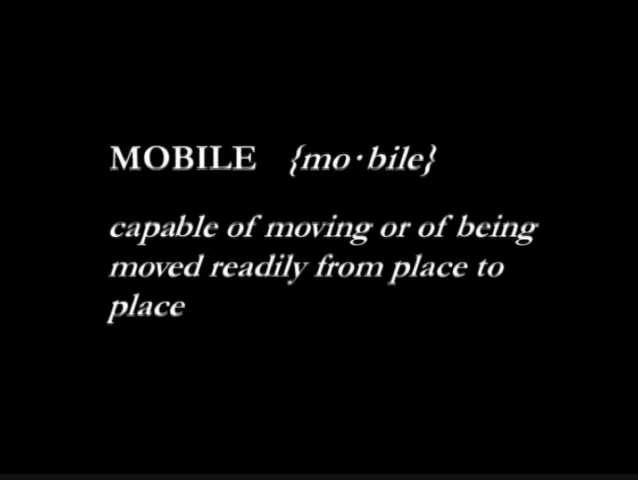 MOBILE {mo·bile}
capable of moving or of being
moved readily from place to
place